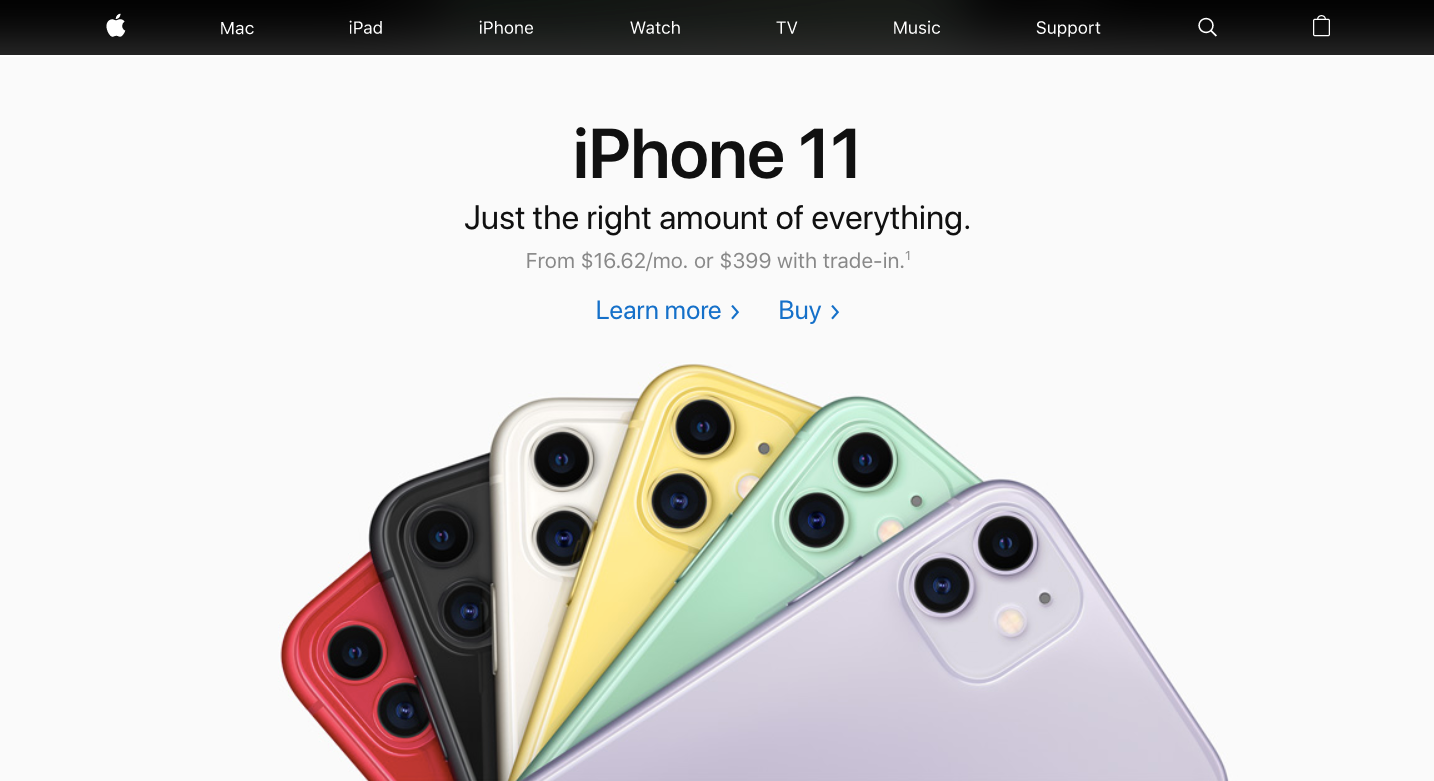 Mac iPad iPhone Watch TV Music Support
iPhone 11
Just the right amount of everything.
From $16.62/mo. or $399 with trade-in.¹
Learn more > Buy >